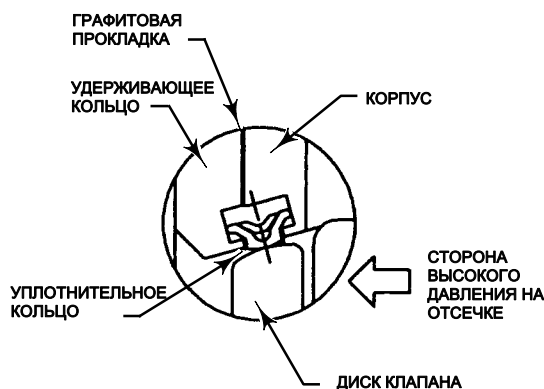 ГРАФИТОВАЯ
ПРОКЛАДКА
УДЕРЖИВАЮЩЕЕ
КОЛЬЦО
КОРПУС
СТОРОНА
ВЫСОКОГО
ДАВЛЕНИЯ НА
ОТСЕЧКЕ
УПЛОТНИТЕЛЬНОЕ
КОЛЬЦО
ДИСК КЛАПАНА